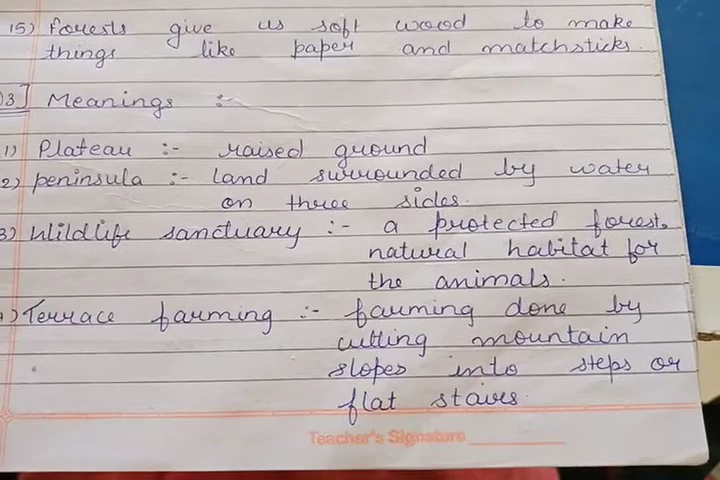 15) Forests give us soft wood to make
things like paper and matchsticks.
Q3] Meanings :-
1) Plateau :- raised ground
2) peninsula :- land surrounded by water
on three sides.
3) Wildlife sanctuary :- a protected forest,
natural habitat for
the animals.
4) Terrace farming :- farming done by
cutting mountain
slopes into steps or
flat stairs.
Teacher's Signature